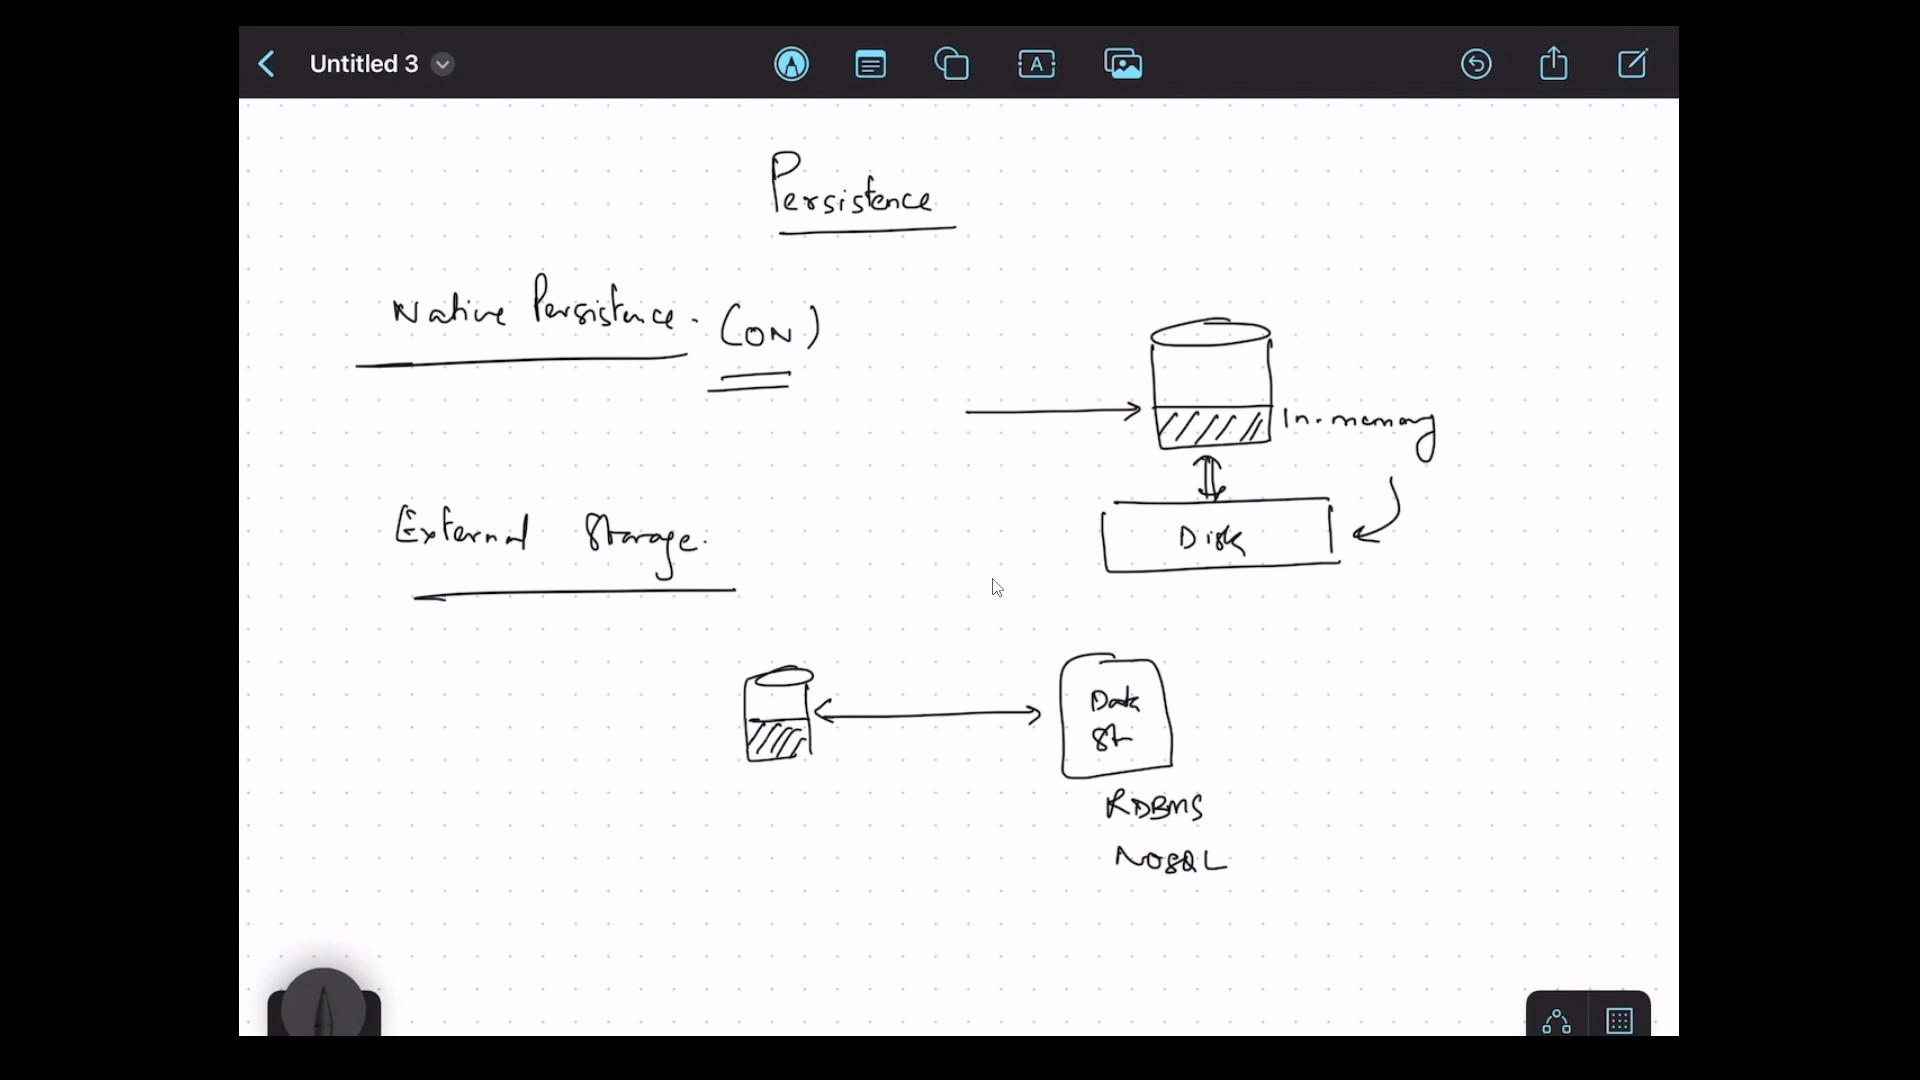 Untitled 3
A
Persistence
Native Persistence. (ON)
In-memory
Disk
External Storage.
Data
St
RDBMS
NOSQL